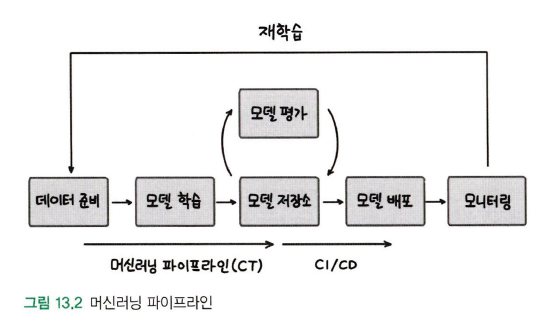 재학습
모델 평가
데이터 준비
모델 학습
모델 저장소
모델 배포
모니터링
머신러닝 파이프라인(CT)
CI/CD
그림 13.2 머신러닝 파이프라인